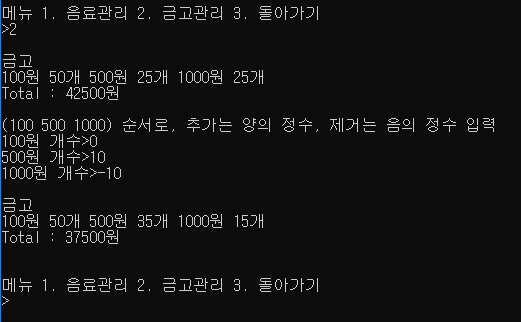 메뉴 1. 음료관리 2. 금고관리 3. 돌아가기
>2
금고
100원 50개 500원 25개 1000원 25개
Total : 42500원
(100 500 1000) 순서로, 추가는 양의 정수, 제거는 음의 정수 입력
100원 개수>0
500원 개수>10
1000원 개수>-10
금고
100원 50개 500원 35개 1000원 15개
Total : 37500원
메뉴 1. 음료관리 2. 금고관리 3. 돌아가기
>